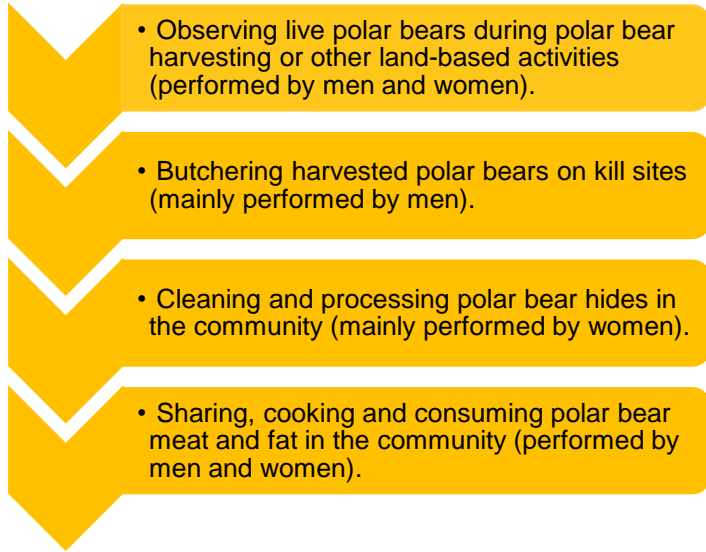 • Observing live polar bears during polar bear
harvesting or other land-based activities
(performed by men and women).
• Butchering harvested polar bears on kill sites
(mainly performed by men).
• Cleaning and processing polar bear hides in
the community (mainly performed by women).
• Sharing, cooking and consuming polar bear
meat and fat in the community (performed by
men and women).